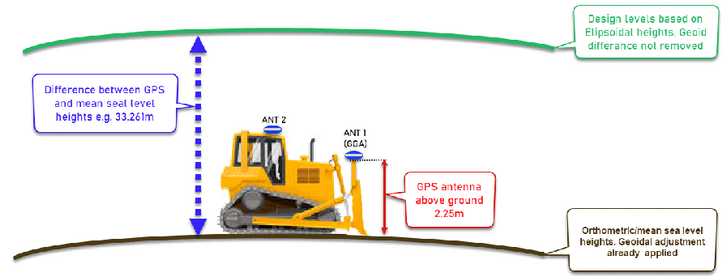 Design levels based on
Elipsoidal heights. Geoid
differance not removed
Difference between GPS
and mean seal level
heights e.g. 33.261m
ANT 2
ANT 1
(GGA)
GPS antenna
above ground
2.25m
Orthometric/mean sea level
heights. Geoidal adjustment
already applied